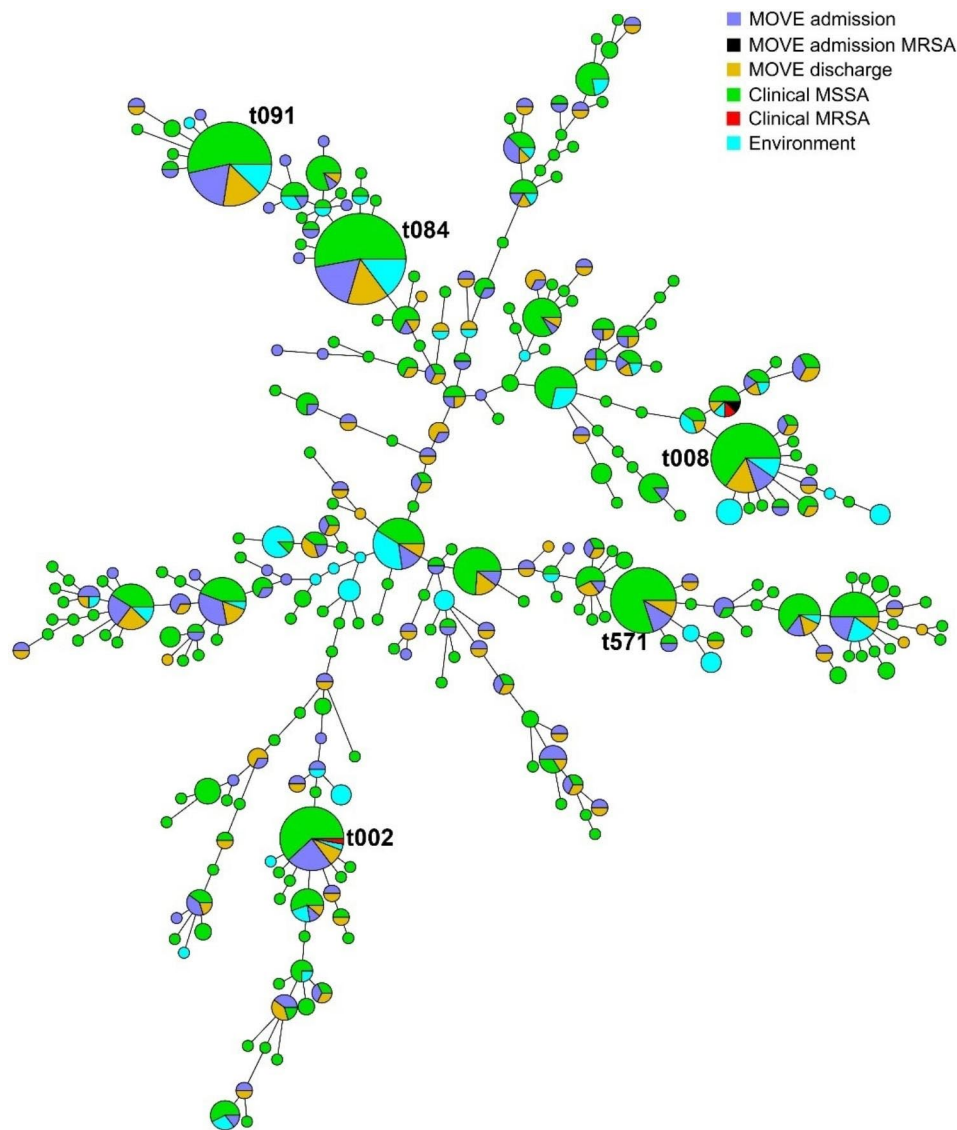 MOVE admission
MOVE admission MRSA
MOVE discharge
Clinical MSSA
Clinical MRSA
Environment
t091
t084
t008
t571
t002